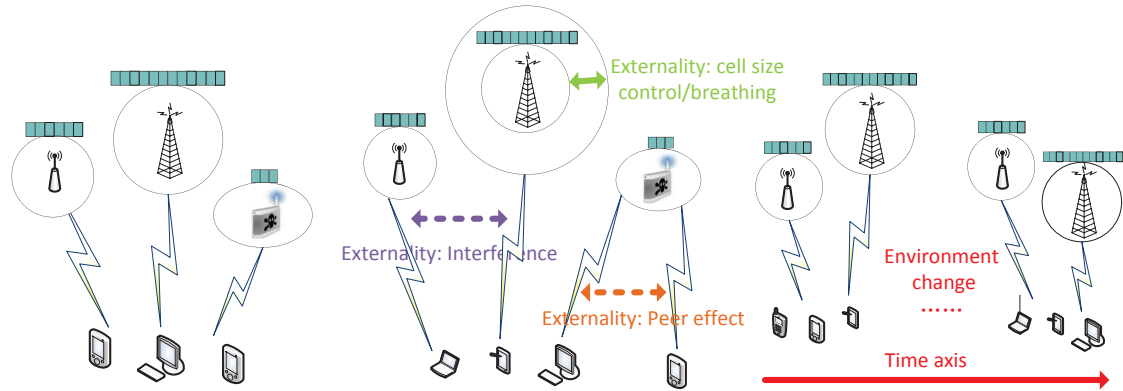 Externality: cell size
control/breathing
Externality: Interference
Externality: Peer effect
Environment
change
......
Time axis